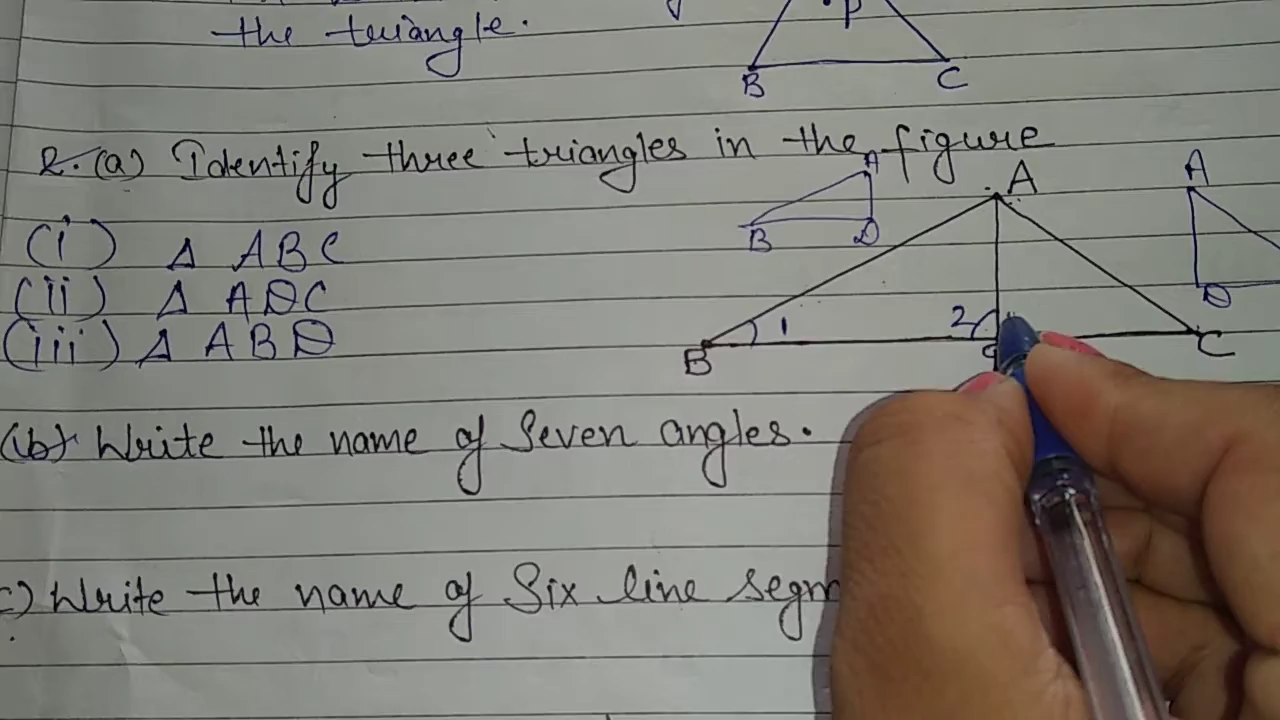 the triangle.
P
B C
2.(a) Identify three triangles in the figure
A A A
(i) Δ ABC
B D
(ii) Δ ADC
D
(iii) Δ ABD
B 1 2 C
(b) Write the name of Seven angles.
c) Write the name of Six line segm